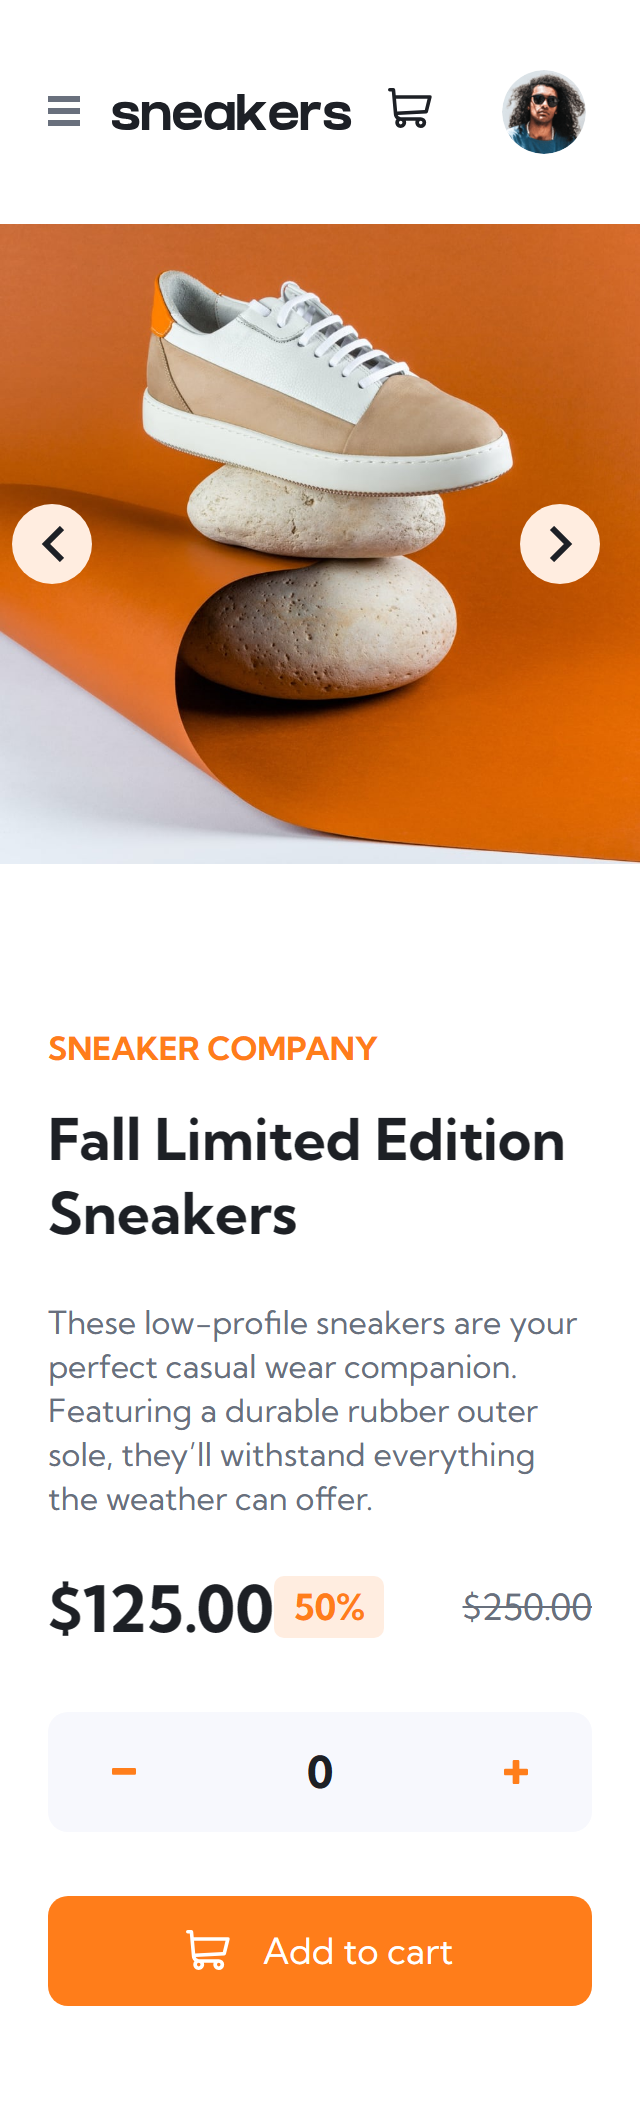 sneakers
SNEAKER COMPANY
Fall Limited Edition
Sneakers
These low-profile sneakers are your
perfect casual wear companion.
Featuring a durable rubber outer
sole, they’ll withstand everything
the weather can offer.
$125.00 50% $250.00
− 0 +
Add to cart